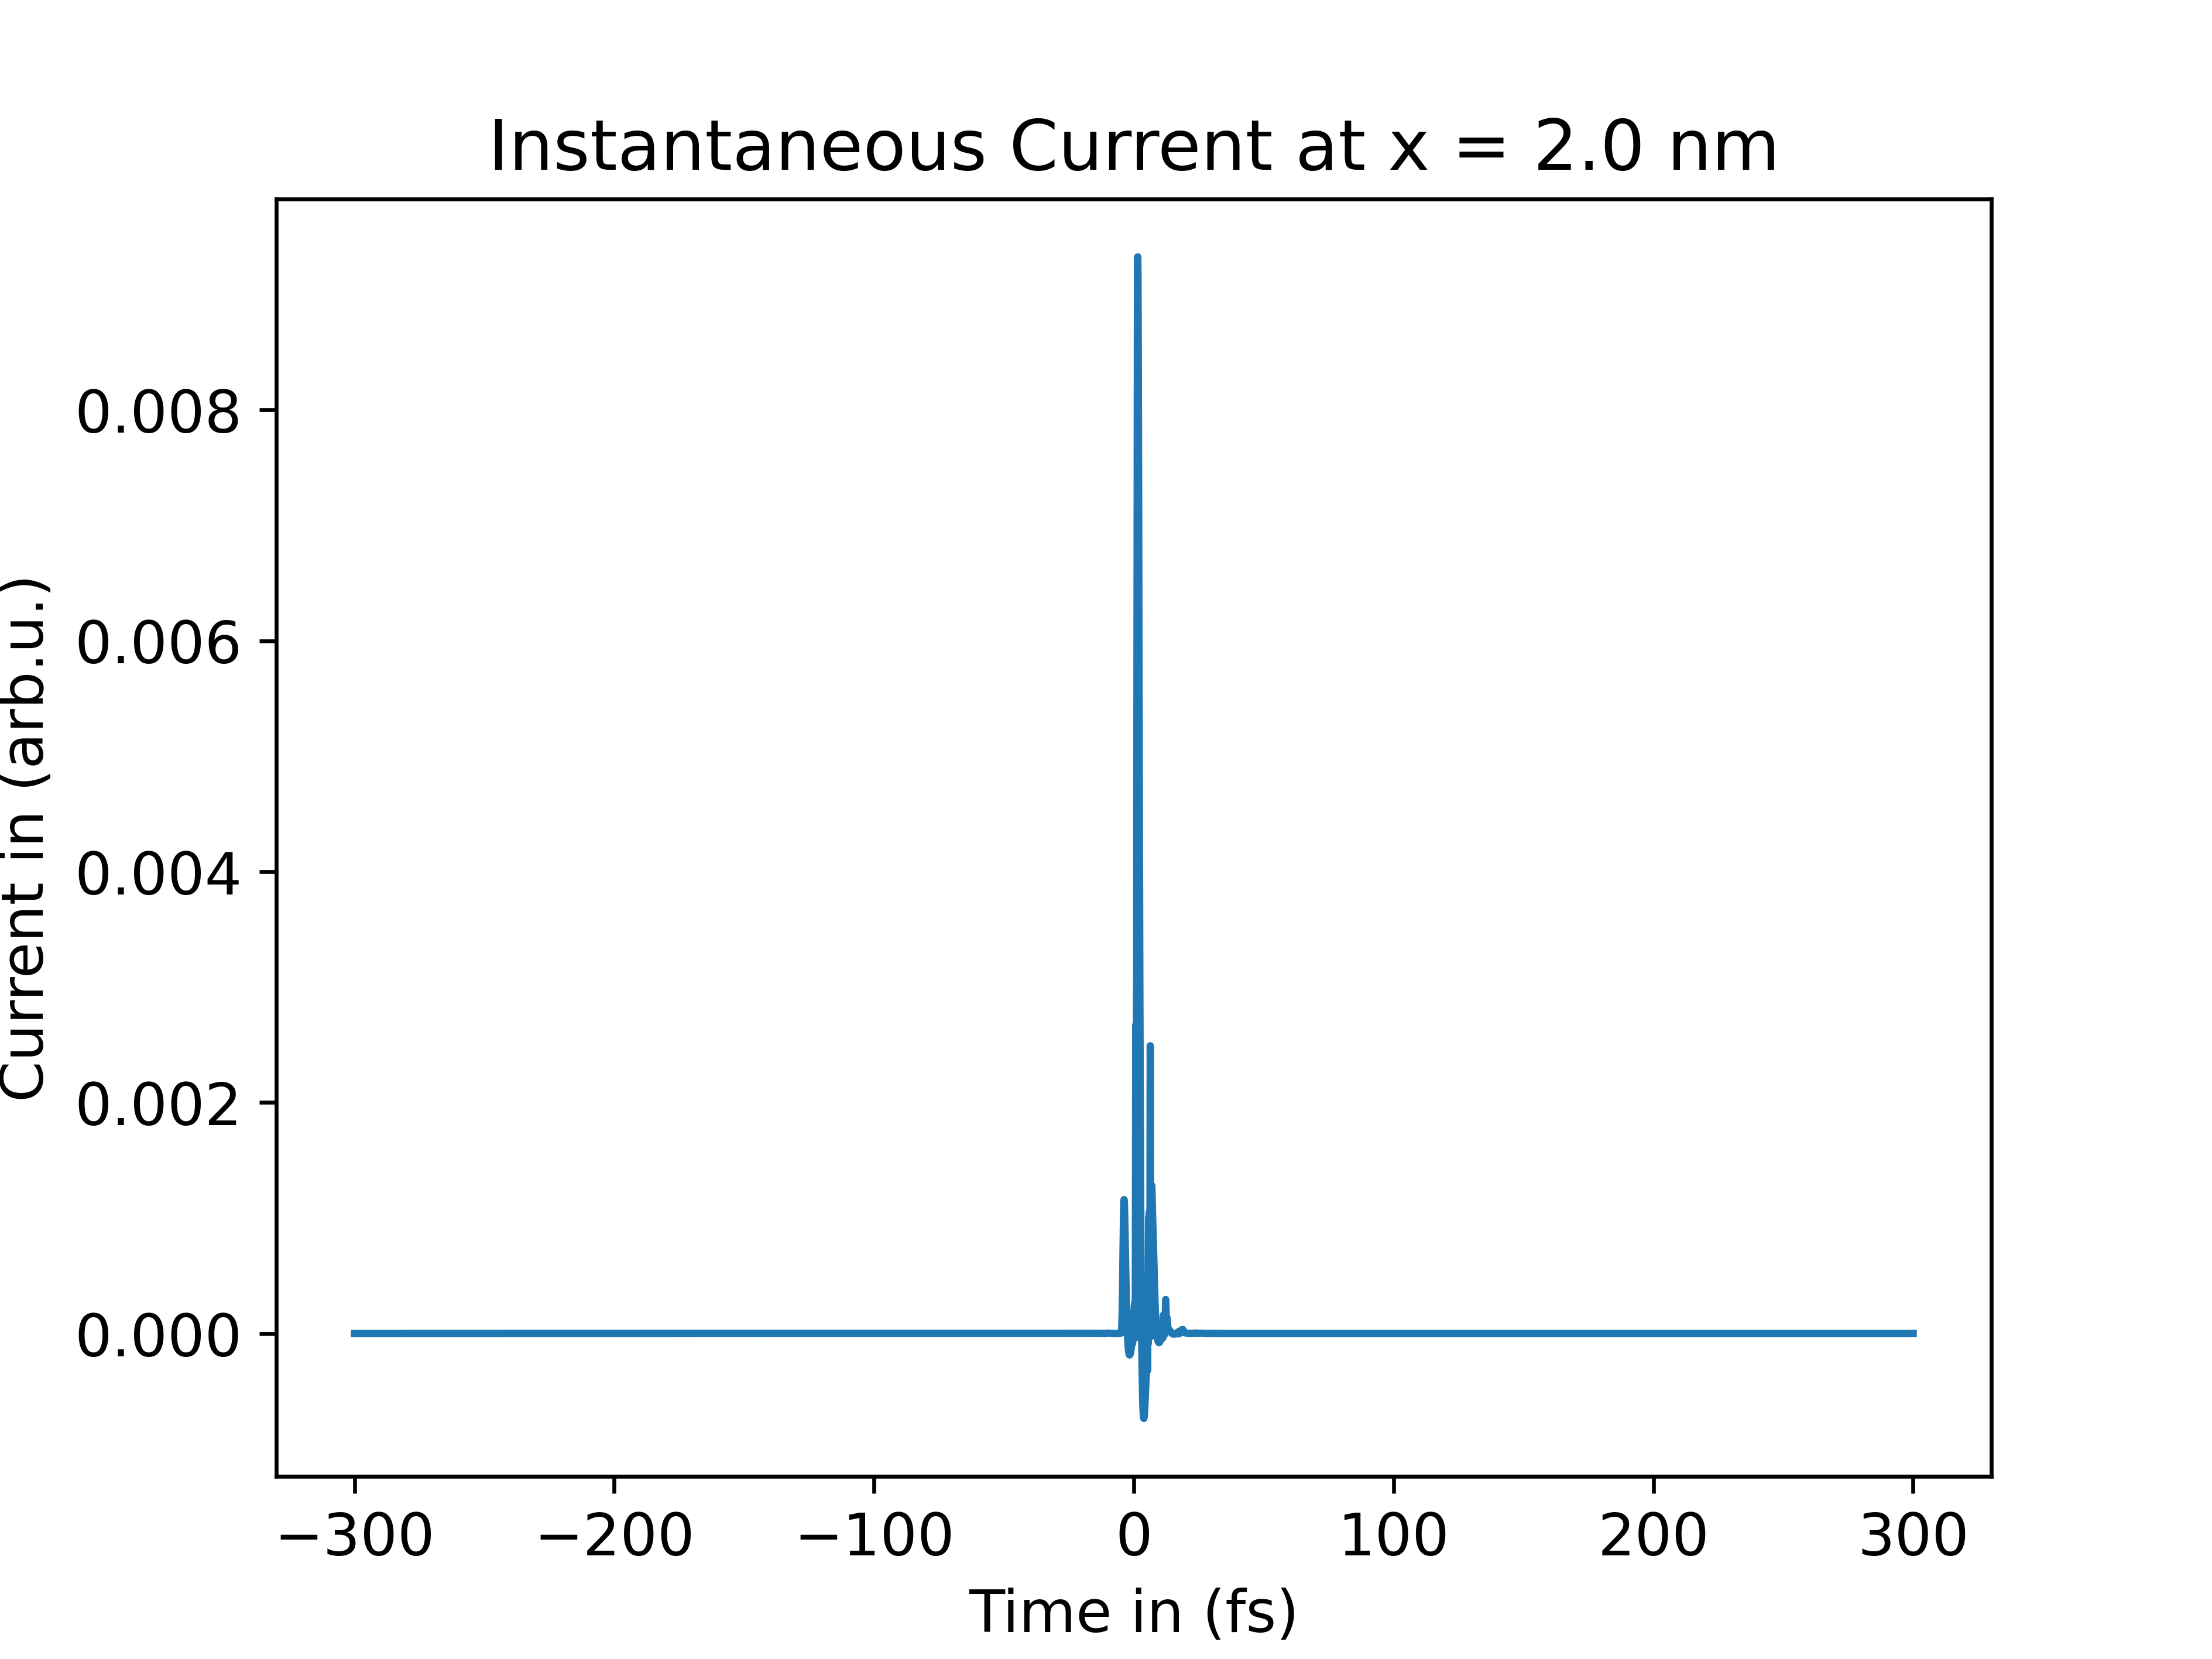 Instantaneous Current at x = 2.0 nm
Current in (arb.u.)
0.008
0.006
0.004
0.002
0.000
−300 −200 −100 0 100 200 300
Time in (fs)